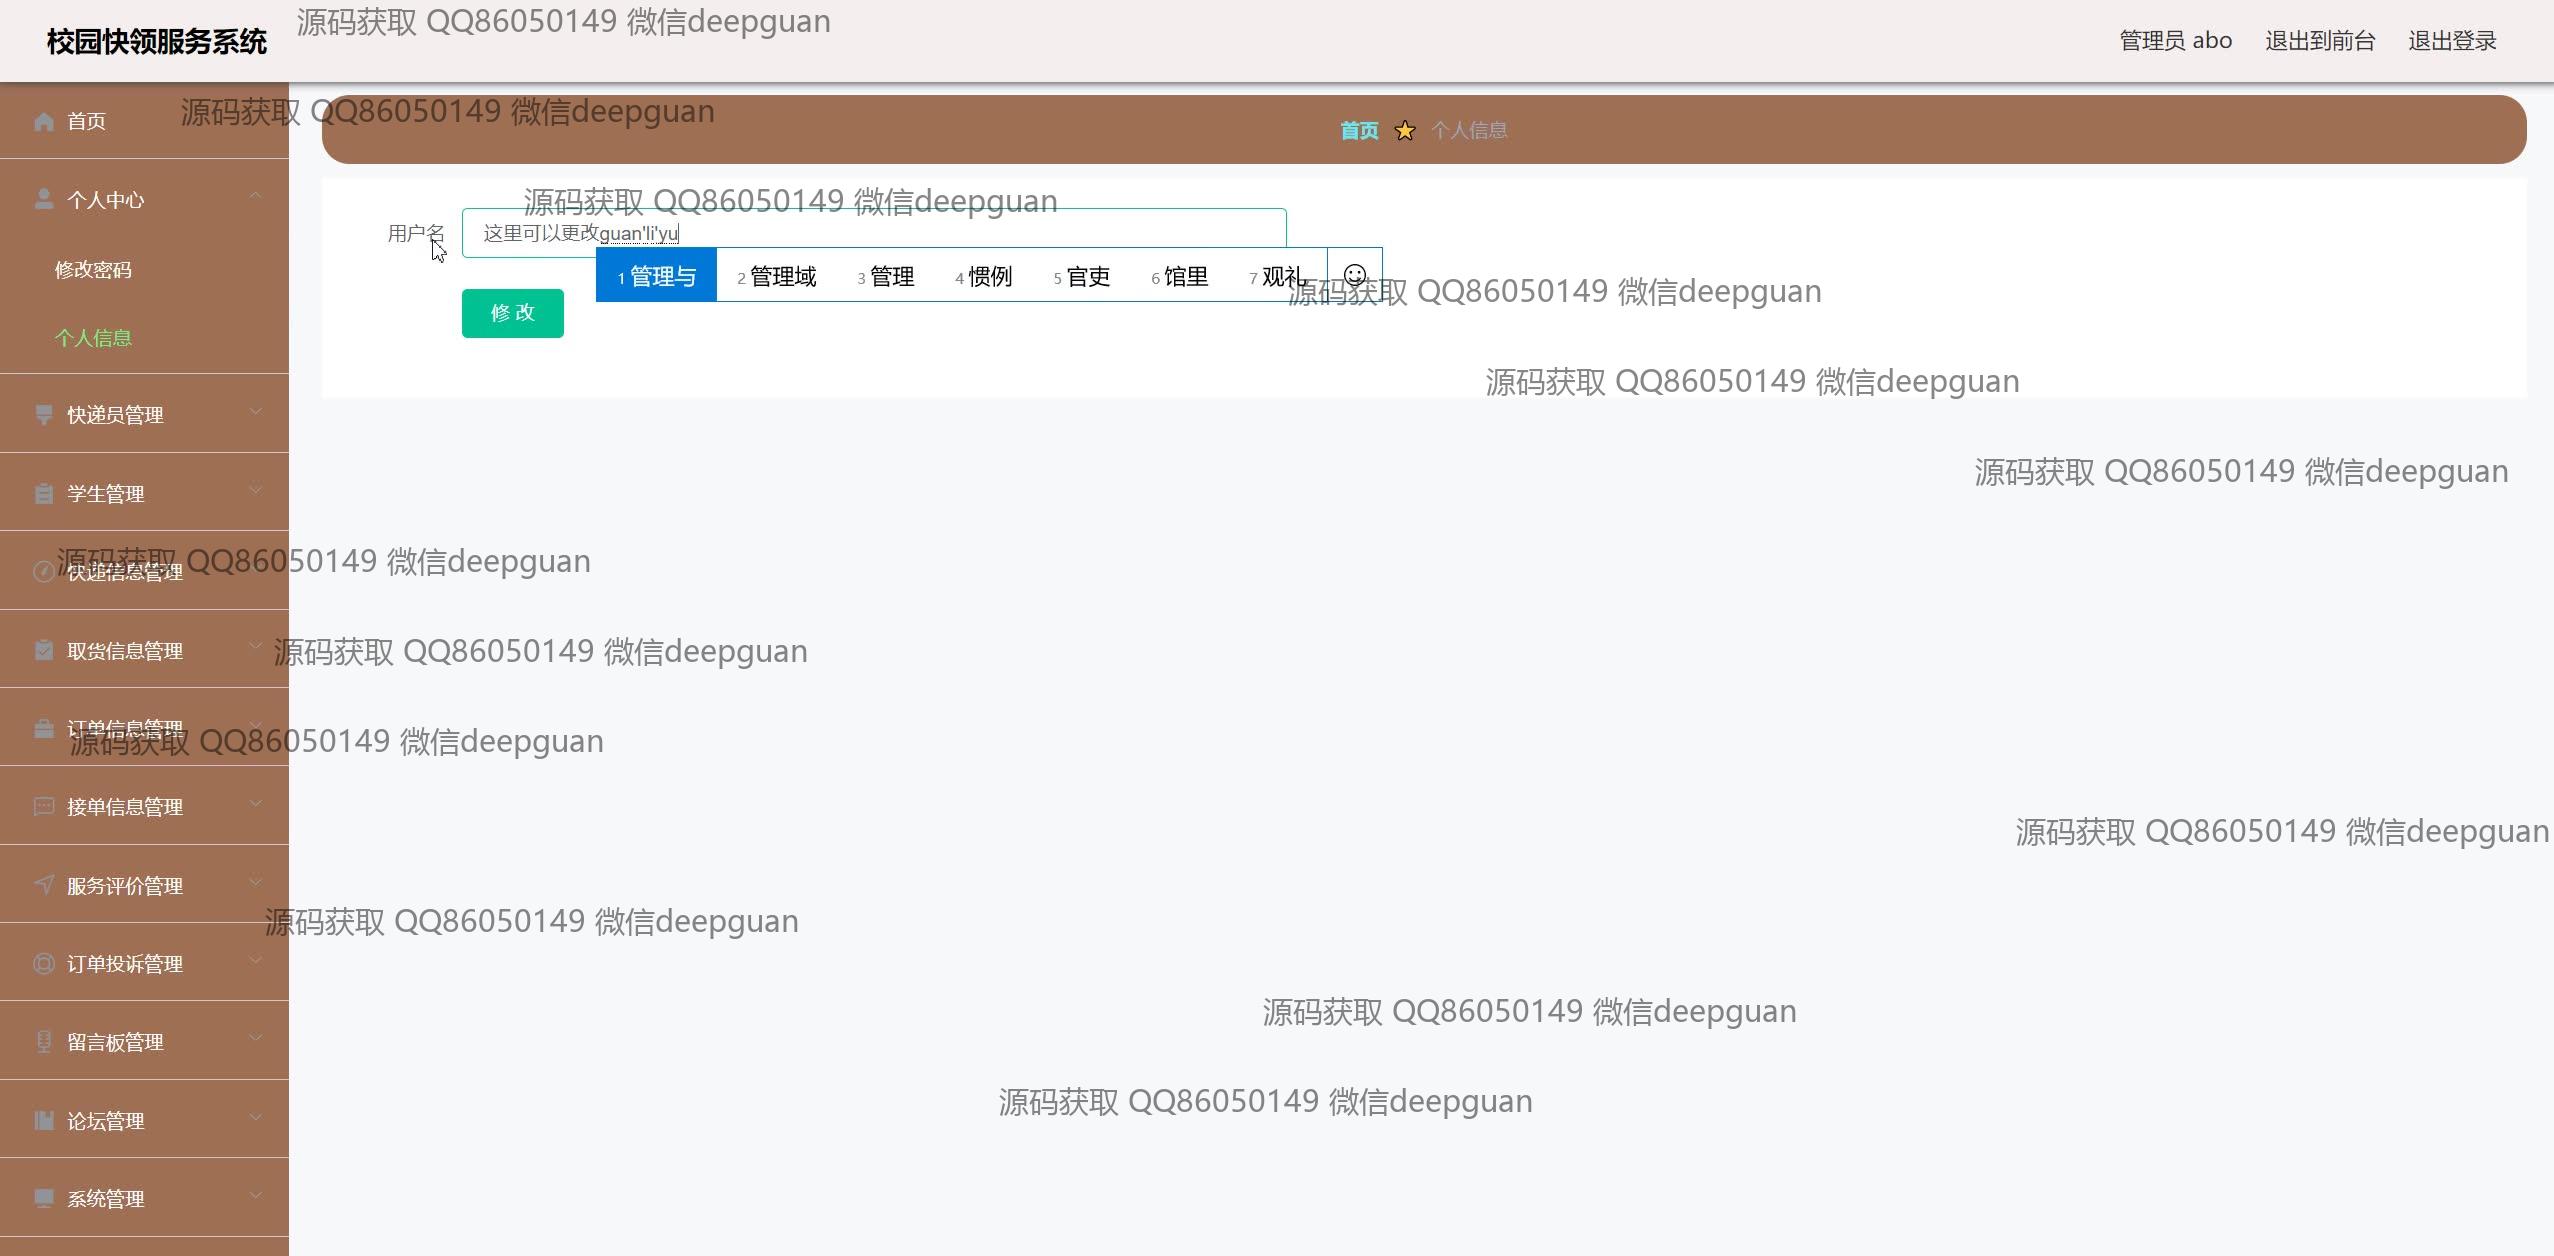 校园快领服务系统
源码获取 QQ86050149 微信deepguan
管理员 abo
退出到前台
退出登录
首页
源码获取 QQ86050149 微信deepguan
首页
个人信息
个人中心
源码获取 QQ86050149 微信deepguan
用户名
这里可以更改guan'li'yu
修改密码
1 管理与 2 管理域 3 管理 4 惯例 5 官吏 6 馆里 7 观礼
源码获取 QQ86050149 微信deepguan
修 改
个人信息
源码获取 QQ86050149 微信deepguan
快递员管理
源码获取 QQ86050149 微信deepguan
学生管理
源码获取 QQ86050149 微信deepguan
快递信息管理
取货信息管理
源码获取 QQ86050149 微信deepguan
订单信息管理
源码获取 QQ86050149 微信deepguan
接单信息管理
源码获取 QQ86050149 微信deepguan
服务评价管理
源码获取 QQ86050149 微信deepguan
订单投诉管理
源码获取 QQ86050149 微信deepguan
留言板管理
源码获取 QQ86050149 微信deepguan
论坛管理
系统管理